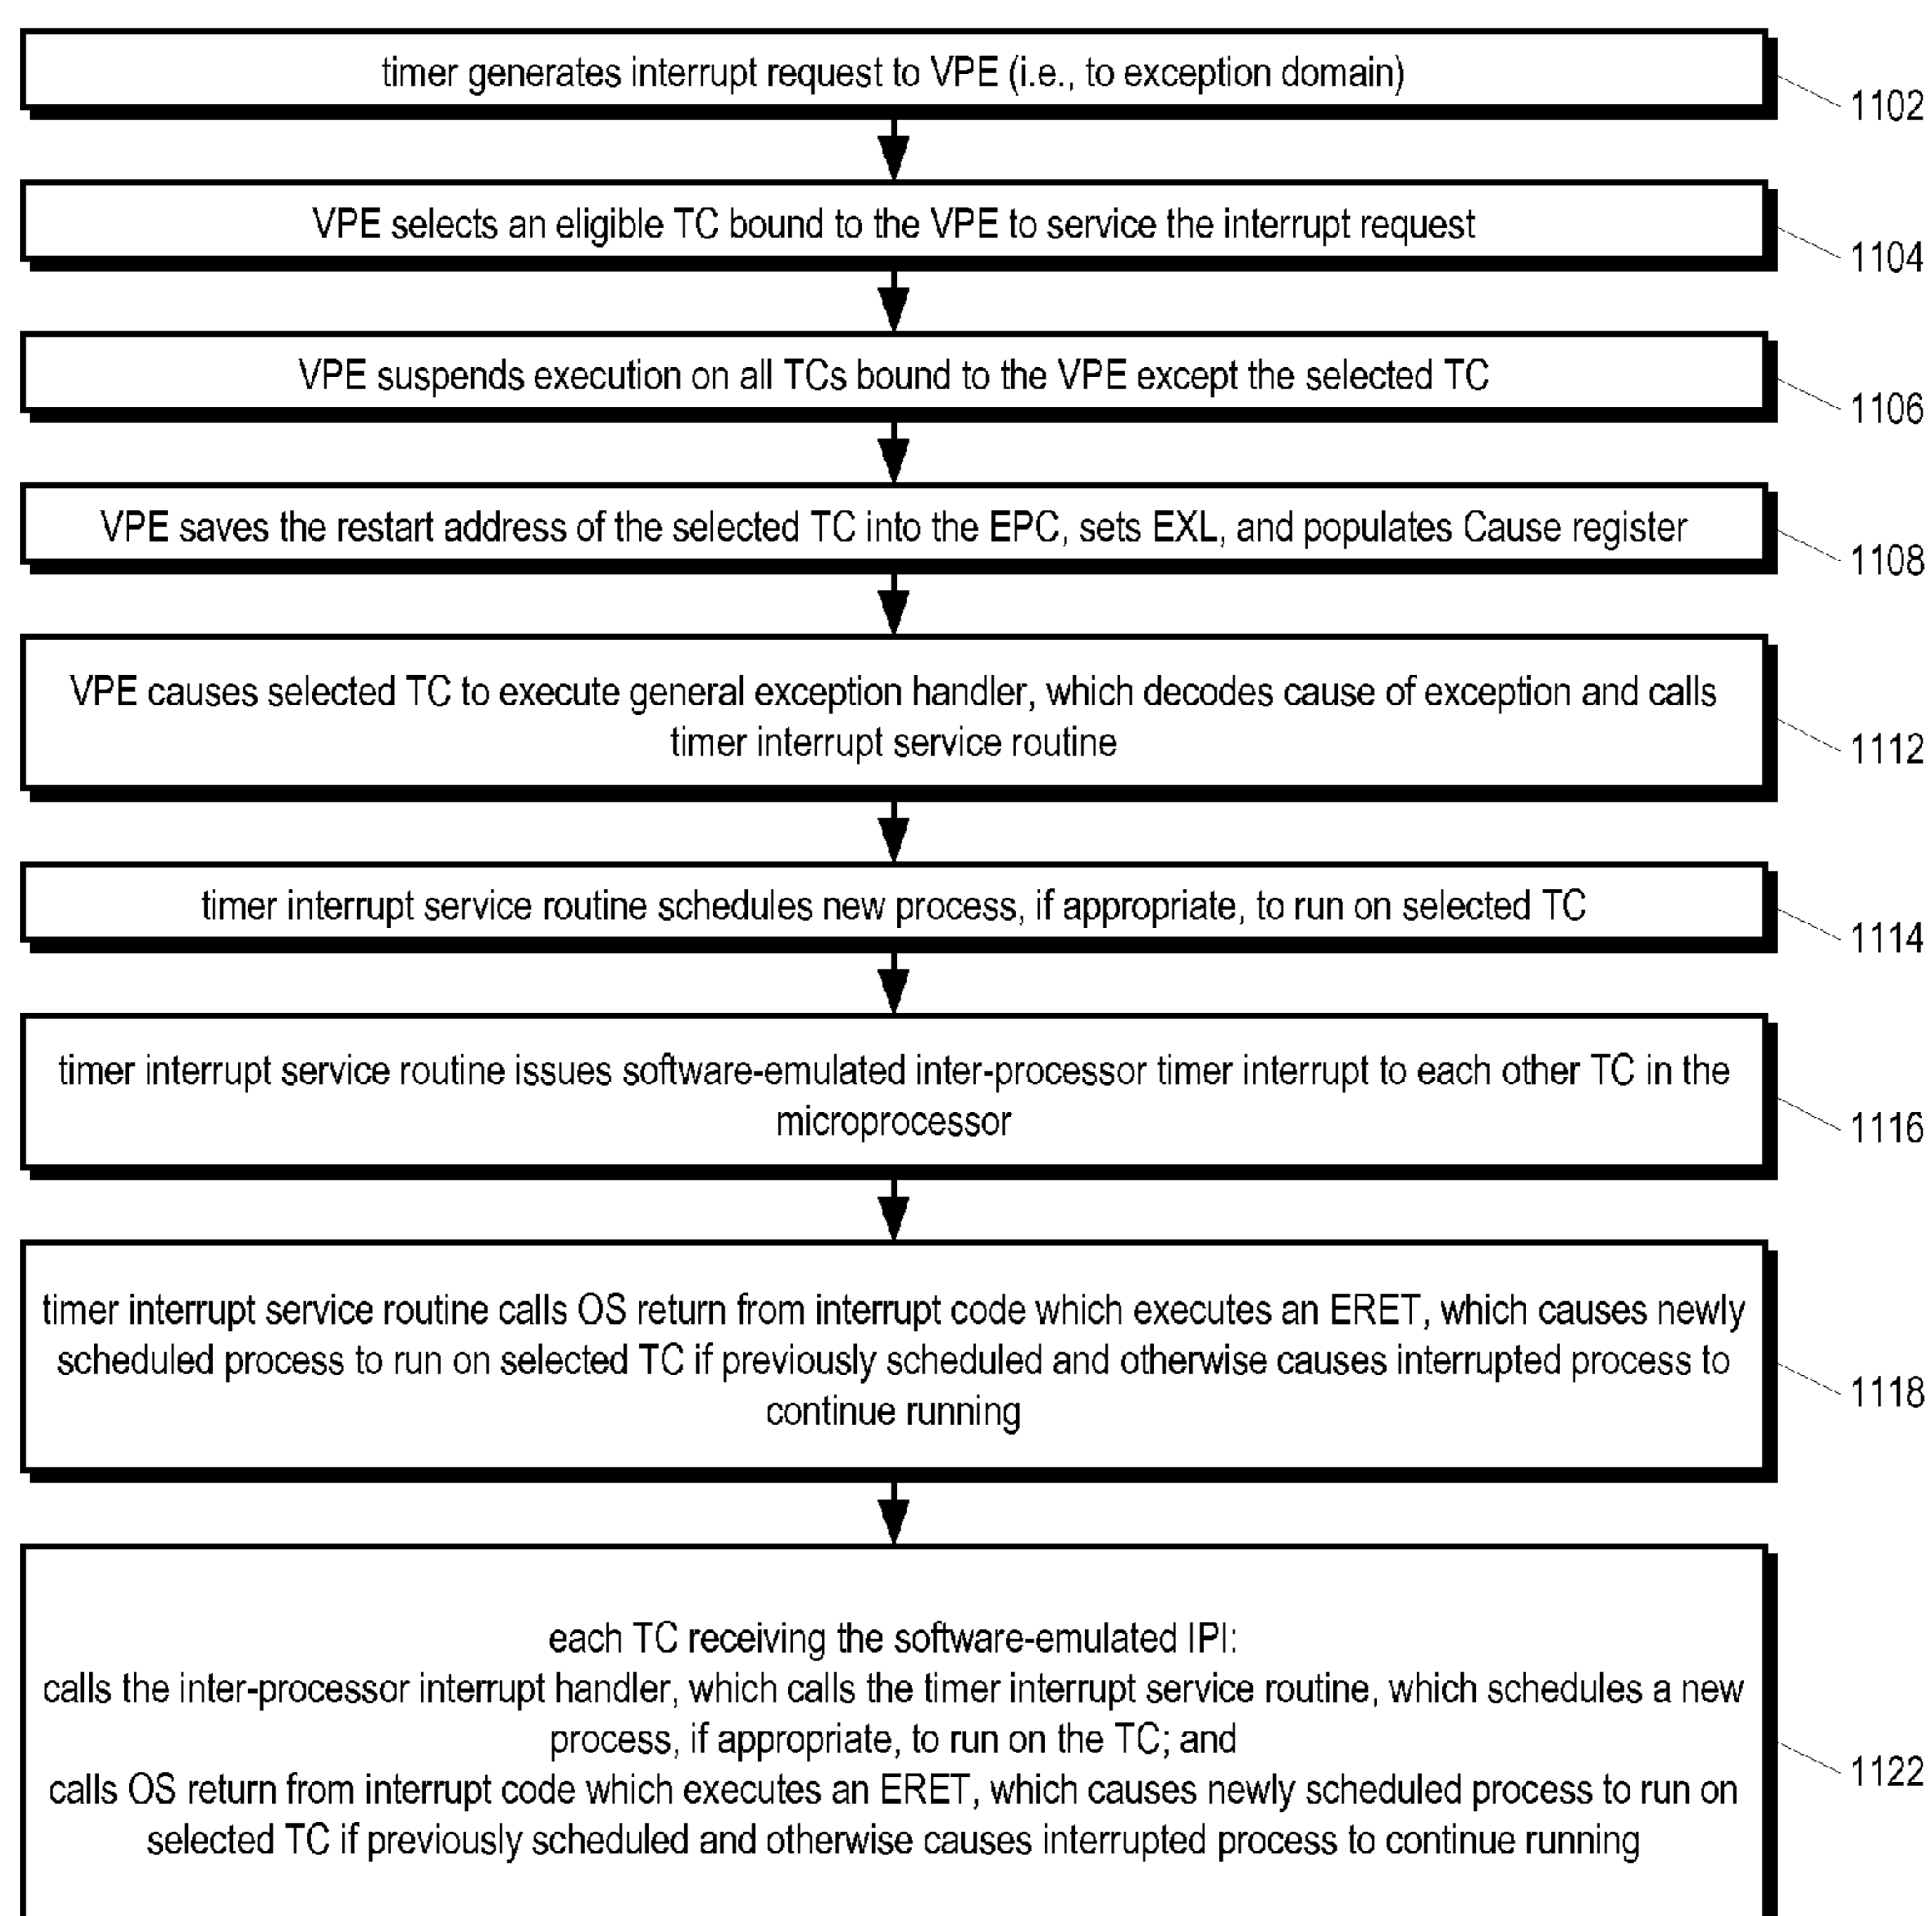 timer generates interrupt request to VPE (i.e., to exception domain)
1102
VPE selects an eligible TC bound to the VPE to service the interrupt request
1104
VPE suspends execution on all TCs bound to the VPE except the selected TC
1106
VPE saves the restart address of the selected TC into the EPC, sets EXL, and populates Cause register
1108
VPE causes selected TC to execute general exception handler, which decodes cause of exception and calls
timer interrupt service routine
1112
timer interrupt service routine schedules new process, if appropriate, to run on selected TC
1114
timer interrupt service routine issues software-emulated inter-processor timer interrupt to each other TC in the
microprocessor
1116
timer interrupt service routine calls OS return from interrupt code which executes an ERET, which causes newly
scheduled process to run on selected TC if previously scheduled and otherwise causes interrupted process to
continue running
1118
each TC receiving the software-emulated IPI:
calls the inter-processor interrupt handler, which calls the timer interrupt service routine, which schedules a new
process, if appropriate, to run on the TC; and
calls OS return from interrupt code which executes an ERET, which causes newly scheduled process to run on
selected TC if previously scheduled and otherwise causes interrupted process to continue running
1122